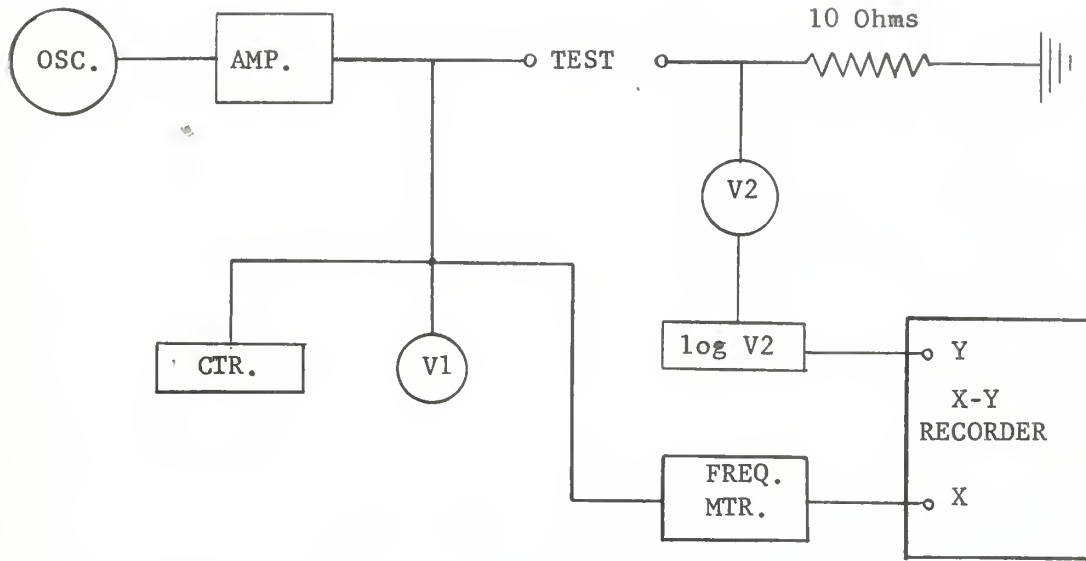 10 Ohms
OSC.
AMP.
TEST
V2
log V2
Y
CTR.
V1
X-Y
RECORDER
FREQ.
MTR.
X